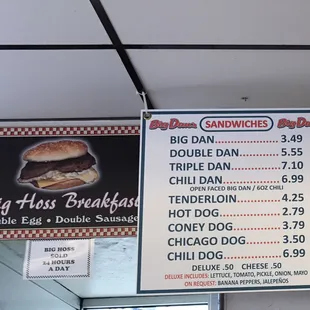 ig Hoss Breakfast
ble Egg • Double Sausage
BIG HOSS
SOLD
24 HOURS
A DAY
Big Dan's SANDWICHES Big Dan's
BIG DAN 3.49
DOUBLE DAN 5.55
TRIPLE DAN 7.10
CHILI DAN 6.99
OPEN FACED BIG DAN / 6OZ CHILI
TENDERLOIN 4.25
HOT DOG 2.79
CONEY DOG 3.79
CHICAGO DOG 3.50
CHILI DOG 6.99
DELUXE .50 CHEESE .50
DELUXE INCLUDES: LETTUCE, TOMATO, PICKLE, ONION, MAYO
ON REQUEST: BANANA PEPPERS, JALEPEÑOS